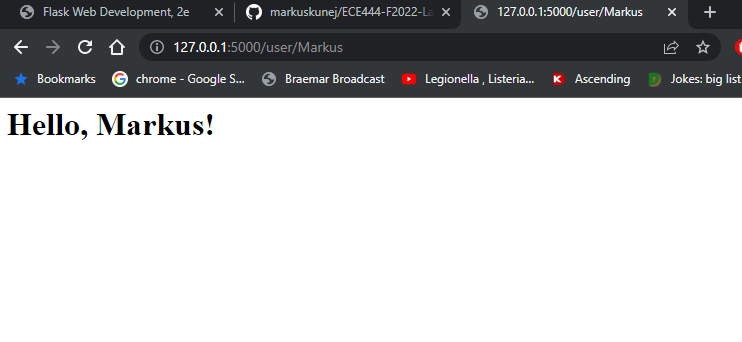 Flask Web Development, 2e markuskunej/ECE444-F2022-La 127.0.0.1:5000/user/Markus
127.0.0.1:5000/user/Markus
Bookmarks chrome - Google S... Braemar Broadcast Legionella , Listeria... Ascending Jokes: big list
Hello, Markus!